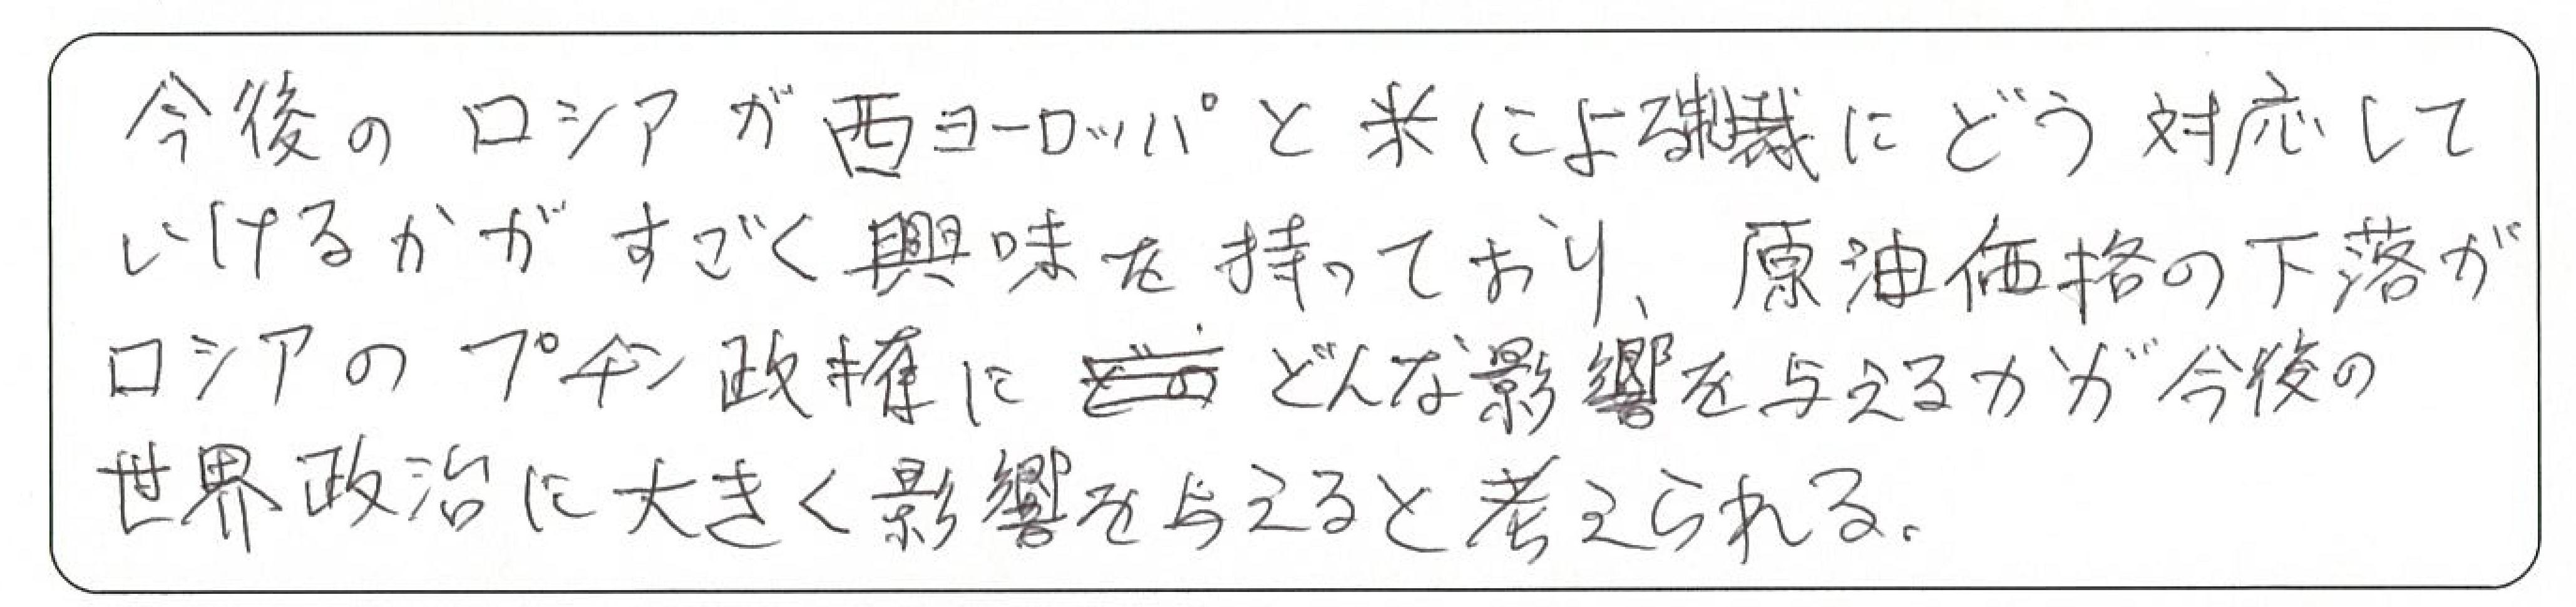 今後のロシアが西ヨーロッパと米による制裁にどう対応して
いけるかがすごく興味を持っており、原油価格の下落が
ロシアのプチン政権にどんな影響を与えるかが今後の
世界政治に大きく影響を与えると考えられる。